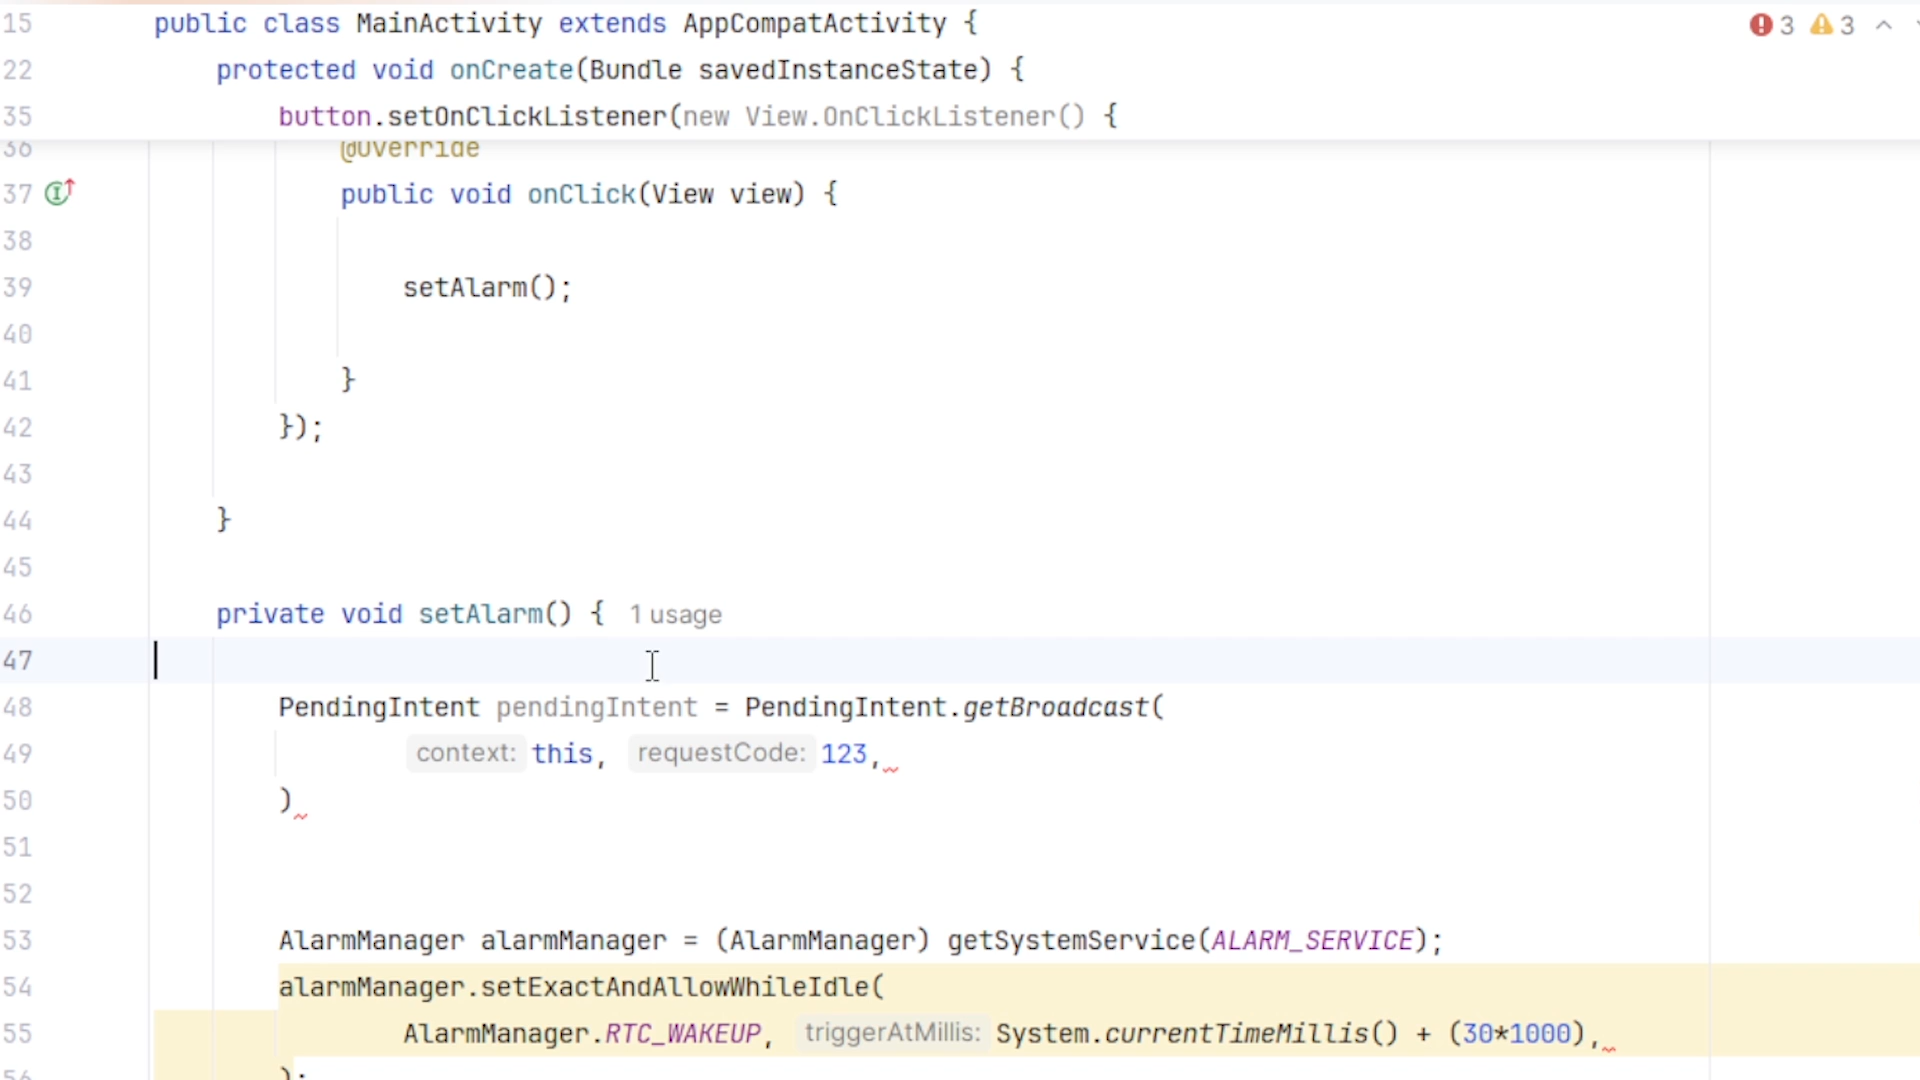 15 public class MainActivity extends AppCompatActivity {
3 3
22 protected void onCreate(Bundle savedInstanceState) {
35 button.setOnClickListener(new View.OnClickListener() {
36 @Override
37 public void onClick(View view) {
38
39 setAlarm();
40
41 }
42 });
43
44 }
45
46 private void setAlarm() { 1 usage
47
48 PendingIntent pendingIntent = PendingIntent.getBroadcast(
49 context: this, requestCode: 123,
50 )
51
52
53 AlarmManager alarmManager = (AlarmManager) getSystemService(ALARM_SERVICE);
54 alarmManager.setExactAndAllowWhileIdle(
55 AlarmManager.RTC_WAKEUP, triggerAtMillis: System.currentTimeMillis() + (30*1000),
56 );